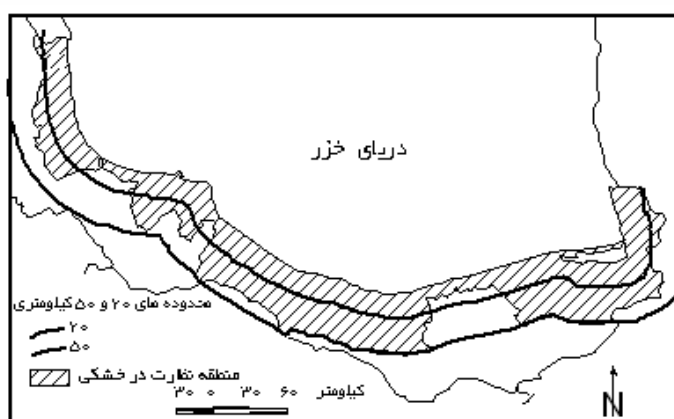 دریای خزر
محدوده های ۲۰ و ۵۰ کیلومتری
۲۰
۵۰
منطقه نظارت در خشکی
کیلومتر ۳۰ ۰ ۳۰ ۶۰
N